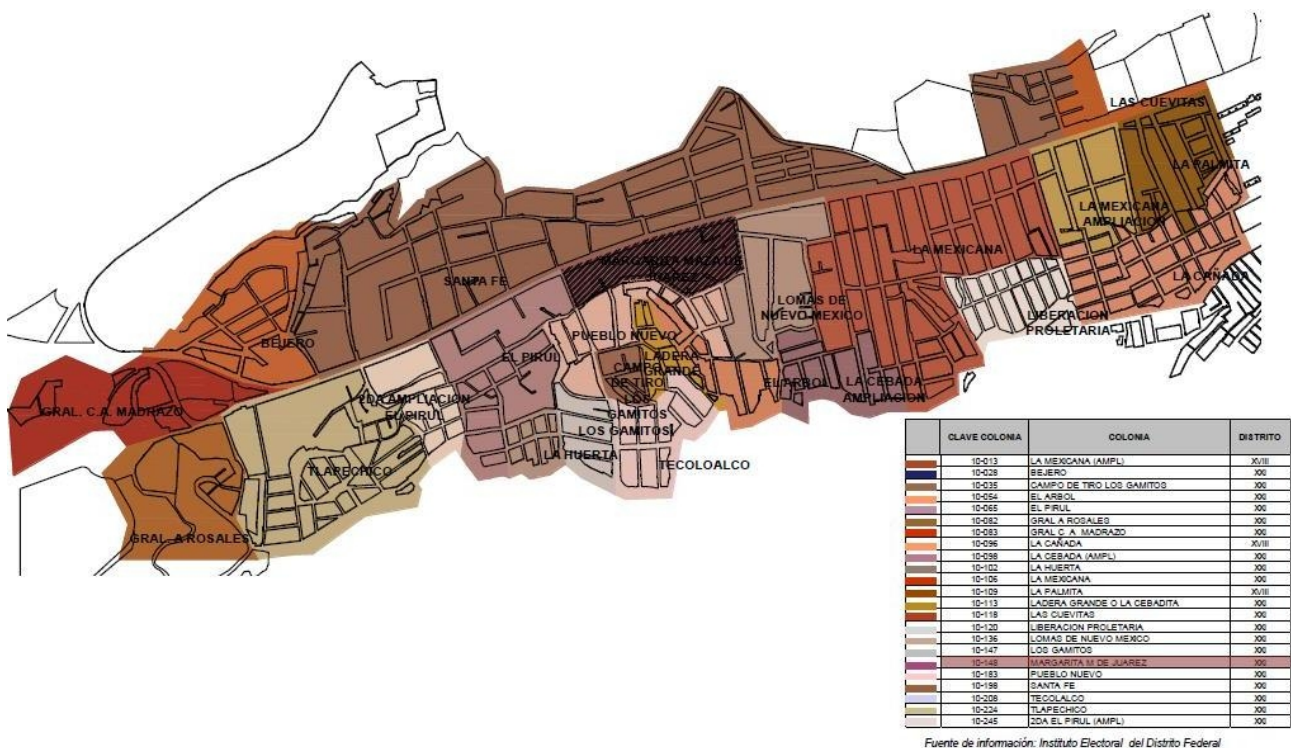 LAS CUEVITAS
LA PALMITA
LA MEXICANA
AMPLIACION
LA MEXICANA
LA CAÑADA
SANTA FE
MARGARITA MAZA DE
JUAREZ
LOMAS DE
NUEVO MEXICO
LIBERACION
PROLETARIA
BEJERO
PUEBLO NUEVO
EL PIRUL
LADERA
GRANDE
CAMPO
DE TIRO
LOS
GAMITOS
EL ARBOL
LA CEBADA
AMPLIACION
GRAL. C.A. MADRAZO
2DA AMPLIACION
EL PIRUL
LOS GAMITOS
LA HUERTA
TECOLOALCO
TLAPECHICO
GRAL. A ROSALES
CLAVE COLONIA COLONIA DISTRITO
10-013 LA MEXICANA (AMPL) XVIII
10-028 BEJERO XXI
10-035 CAMPO DE TIRO LOS GAMITOS XXI
10-054 EL ARBOL XXI
10-065 EL PIRUL XXI
10-082 GRAL A ROSALES XXI
10-083 GRAL C A MADRAZO XXI
10-096 LA CAÑADA XVIII
10-098 LA CEBADA (AMPL) XXI
10-102 LA HUERTA XXI
10-106 LA MEXICANA XXI
10-109 LA PALMITA XVIII
10-113 LADERA GRANDE O LA CEBADITA XXI
10-118 LAS CUEVITAS XXI
10-120 LIBERACION PROLETARIA XXI
10-136 LOMAS DE NUEVO MEXICO XXI
10-147 LOS GAMITOS XXI
10-148 MARGARITA M DE JUAREZ XXI
10-183 PUEBLO NUEVO XXI
10-198 SANTA FE XXI
10-208 TECOLALCO XXI
10-224 TLAPECHICO XXI
10-245 2DA EL PIRUL (AMPL) XXI
Fuente de información: Instituto Electoral del Distrito Federal